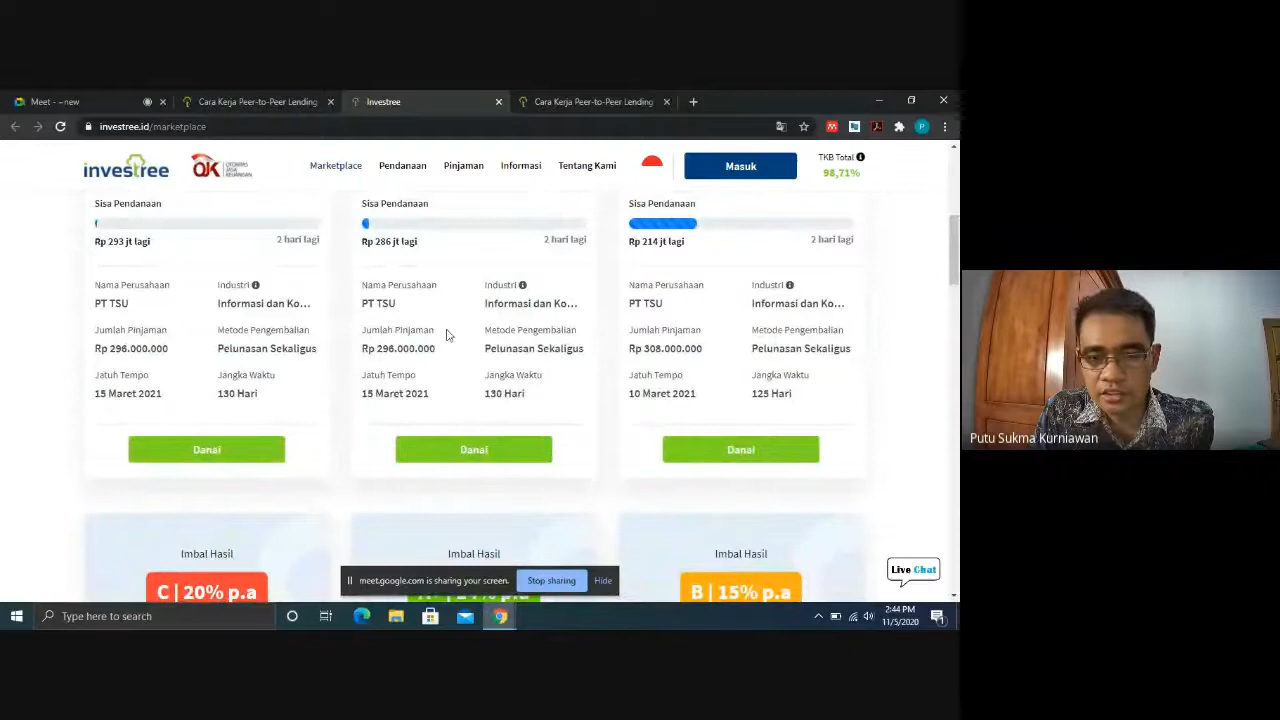 Meet - –new
Cara Kerja Peer-to-Peer Lending
Investree
Cara Kerja Peer-to-Peer Lending
investree.id/marketplace
P
investree
OJK OTORITAS JASA KEUANGAN
Marketplace
Pendanaan
Pinjaman
Informasi
Tentang Kami
Masuk
TKB Total
98,71%
Sisa Pendanaan
Rp 293 jt lagi
2 hari lagi
Nama Perusahaan
Industri
PT TSU
Informasi dan Ko...
Jumlah Pinjaman
Metode Pengembalian
Rp 296.000.000
Pelunasan Sekaligus
Jatuh Tempo
Jangka Waktu
15 Maret 2021
130 Hari
Danai
Sisa Pendanaan
Rp 286 jt lagi
2 hari lagi
Nama Perusahaan
Industri
PT TSU
Informasi dan Ko...
Jumlah Pinjaman
Metode Pengembalian
Rp 296.000.000
Pelunasan Sekaligus
Jatuh Tempo
Jangka Waktu
15 Maret 2021
130 Hari
Danai
Sisa Pendanaan
Rp 214 jt lagi
2 hari lagi
Nama Perusahaan
Industri
PT TSU
Informasi dan Ko...
Jumlah Pinjaman
Metode Pengembalian
Rp 308.000.000
Pelunasan Sekaligus
Jatuh Tempo
Jangka Waktu
10 Maret 2021
125 Hari
Danai
Imbal Hasil
C | 20% p.a
Imbal Hasil
Imbal Hasil
B | 15% p.a
meet.google.com is sharing your screen.
Stop sharing
Hide
Live Chat
Type here to search
2:44 PM
11/5/2020
Putu Sukma Kurniawan